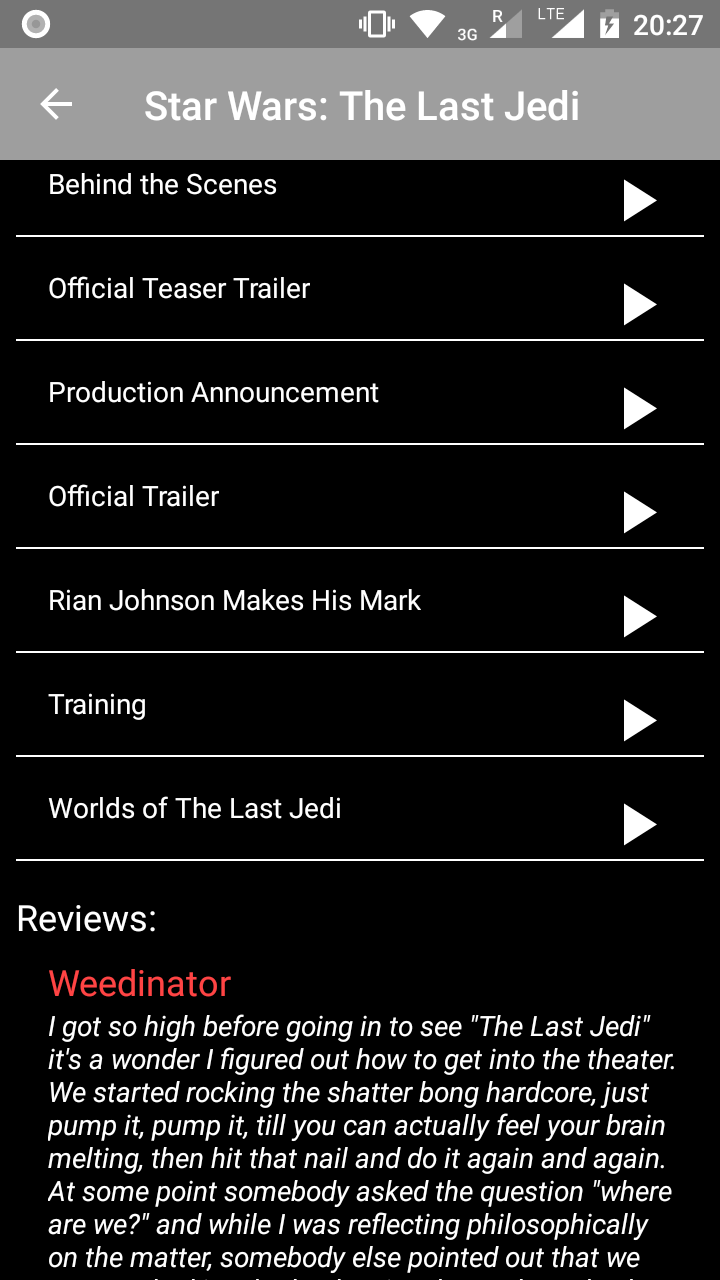 3G R LTE 20:27
Star Wars: The Last Jedi
Behind the Scenes
Official Teaser Trailer
Production Announcement
Official Trailer
Rian Johnson Makes His Mark
Training
Worlds of The Last Jedi
Reviews:
Weedinator
I got so high before going in to see "The Last Jedi"
it's a wonder I figured out how to get into the theater.
We started rocking the shatter bong hardcore, just
pump it, pump it, till you can actually feel your brain
melting, then hit that nail and do it again and again.
At some point somebody asked the question "where
are we?" and while I was reflecting philosophically
on the matter, somebody else pointed out that we